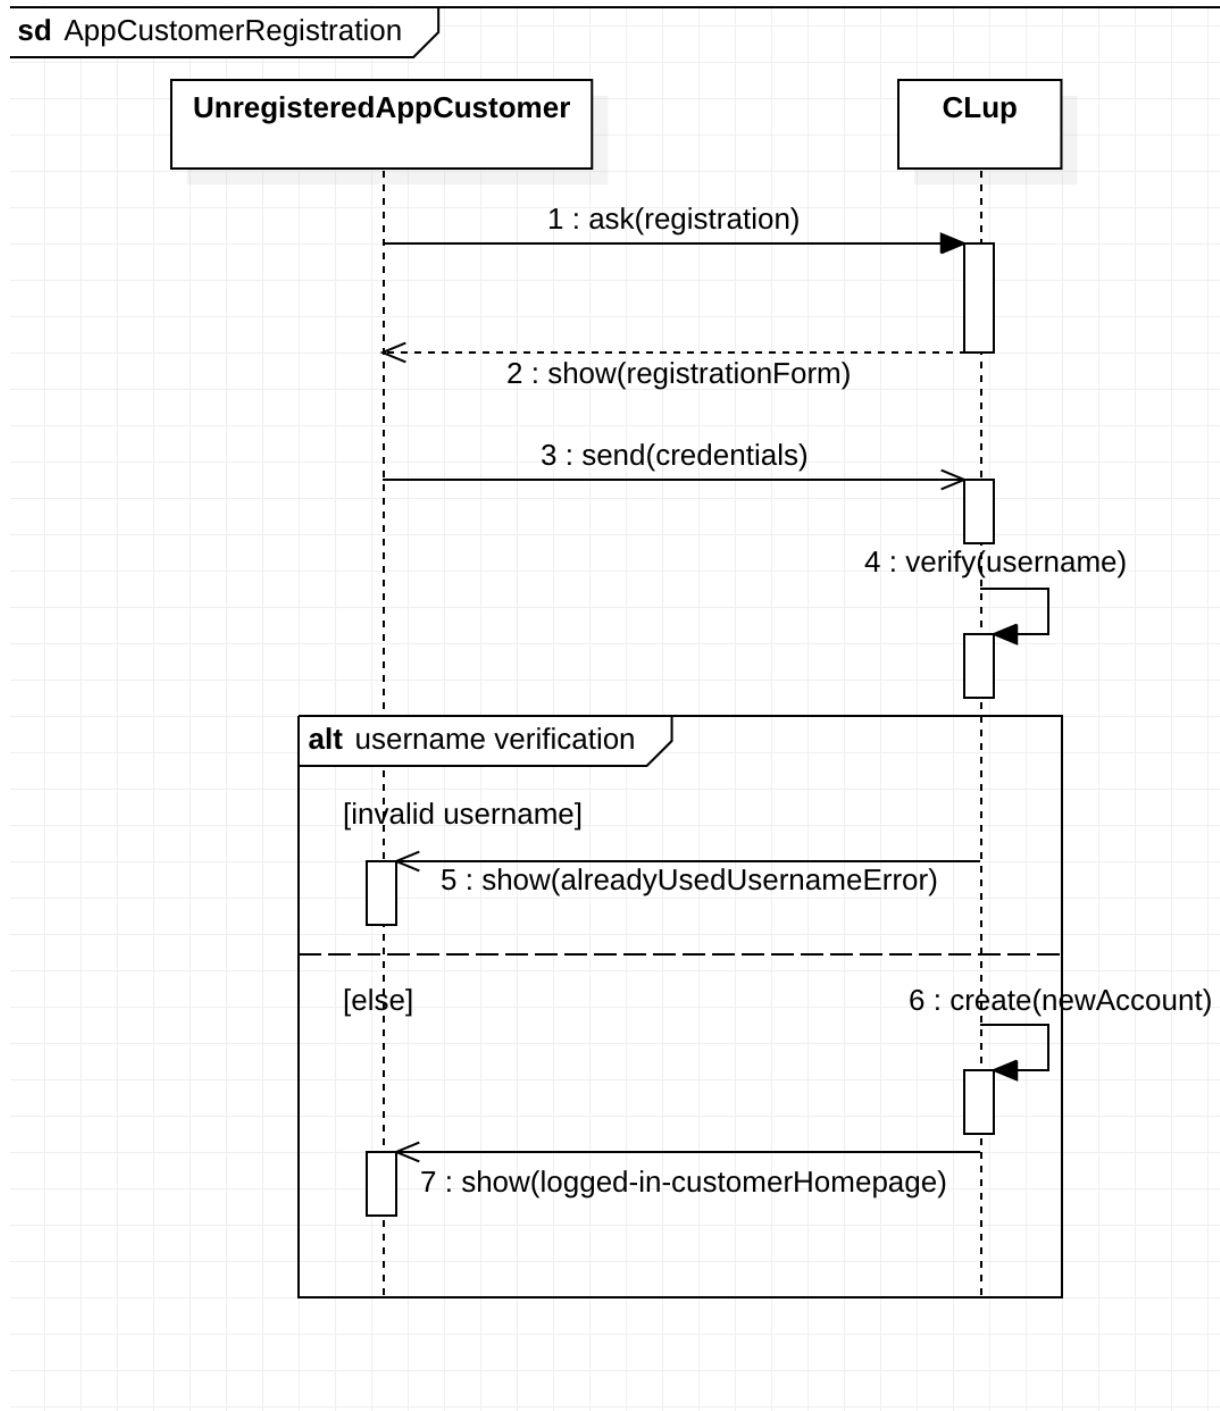 sd AppCustomerRegistration
UnregisteredAppCustomer
CLup
1 : ask(registration)
2 : show(registrationForm)
3 : send(credentials)
4 : verify(username)
alt username verification
[invalid username]
5 : show(alreadyUsedUsernameError)
[else]
6 : create(newAccount)
7 : show(logged-in-customerHomepage)